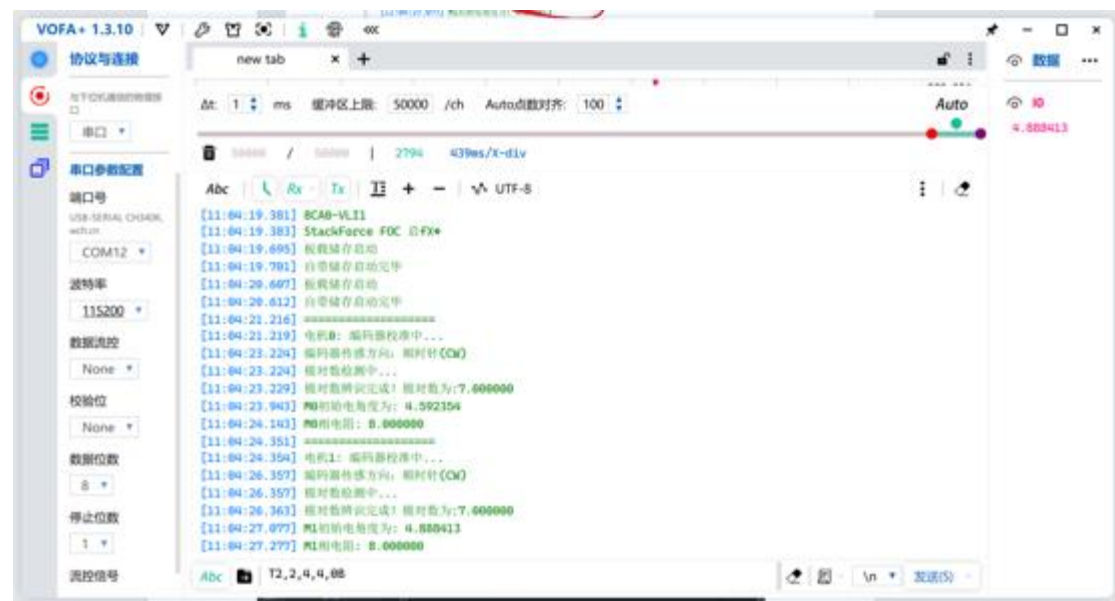 VOFA+ 1.3.10
协议与连接
串口
串口参数配置
端口号
USB-SERIAL CH340K,
wch.cn
COM12
波特率
115200
数据流控
None
校验位
None
数据位数
8
停止位数
1
流控信号
new tab
Δt: 1 ms 缓冲区上限: 50000 /ch Auto点数对齐: 100 Auto
50000 / 50000 | 2794 439ms/X-div
Abc Rx Tx UTF-8
[11:04:19.381] 8CAB-VLI1
[11:04:19.383] StackForce FOC
[11:04:19.695] 板载储存启动
[11:04:19.701] 自带储存启动完毕
[11:04:20.607] 板载储存启动
[11:04:20.612] 自带储存启动完毕
[11:04:21.216] ====================
[11:04:21.219] 电机0: 编码器校准中...
[11:04:23.224] 编码器传感方向: 顺时针(CW)
[11:04:23.224] 极对数检测中...
[11:04:23.229] 极对数辨识完成! 极对数为:7.000000
[11:04:23.943] M0初始电角度为: 4.592354
[11:04:24.143] M0相电阻: 8.000000
[11:04:24.351] ====================
[11:04:24.354] 电机1: 编码器校准中...
[11:04:26.357] 编码器传感方向: 顺时针(CW)
[11:04:26.357] 极对数检测中...
[11:04:26.363] 极对数辨识完成! 极对数为:7.000000
[11:04:27.077] M1初始电角度为: 4.888413
[11:04:27.277] M1相电阻: 8.000000
Abc T2,2,4,4,0B
\n 发送(S)
数据
I0
4.888413